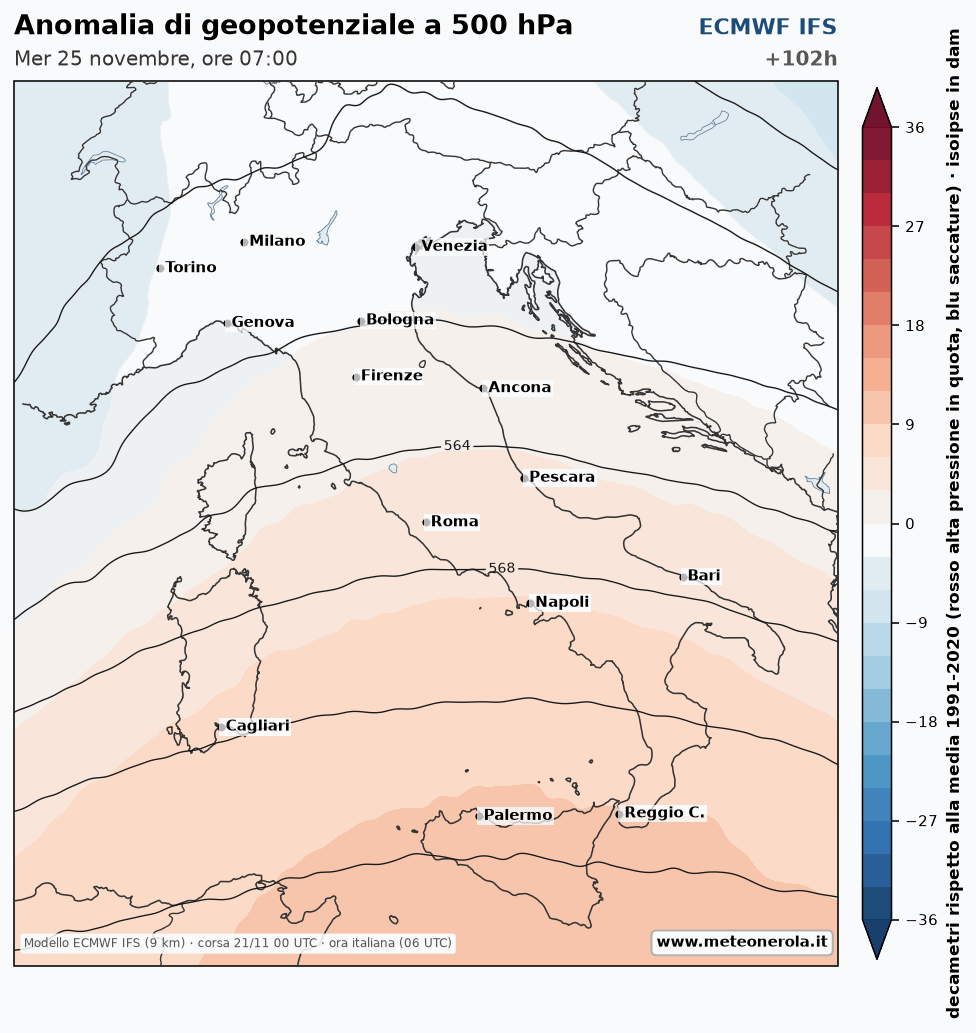 Anomalia di geopotenziale a 500 hPa
ECMWF IFS
Mer 25 novembre, ore 07:00
+102h
Milano
Venezia
Torino
Genova
Bologna
Firenze
Ancona
564
Pescara
Roma
568
Bari
Napoli
Cagliari
Palermo
Reggio C.
Modello ECMWF IFS (9 km) · corsa 21/11 00 UTC · ora italiana (06 UTC)
www.meteonerola.it
36
27
18
9
0
−9
−18
−27
−36
decametri rispetto alla media 1991-2020 (rosso alta pressione in quota, blu saccature) · isoipse in dam